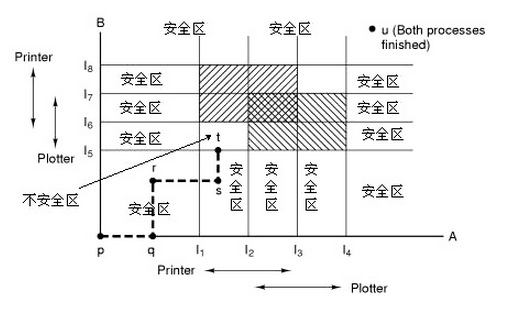 B
安全区 安全区
u (Both processes
finished)
Printer
I8
安全区 安全区
I7
安全区 安全区
I6
安全区 安全区
I5
Plotter
t
r
s
不安全区
安全区
安全区
安全区
安全区
安全区
A
p q I1 I2 I3 I4
Printer
Plotter